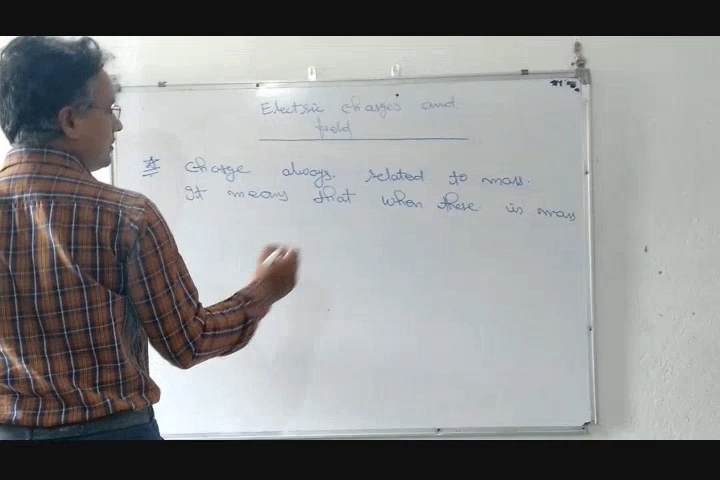 Electric charges and
field
charge always related to mass.
It means that when there is mass